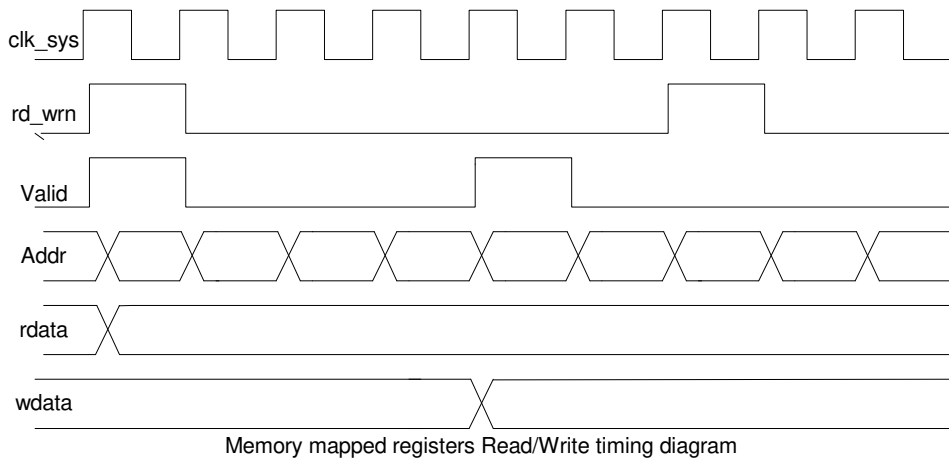 clk_sys
rd_wrn
Valid
Addr
rdata
wdata
Memory mapped registers Read/Write timing diagram